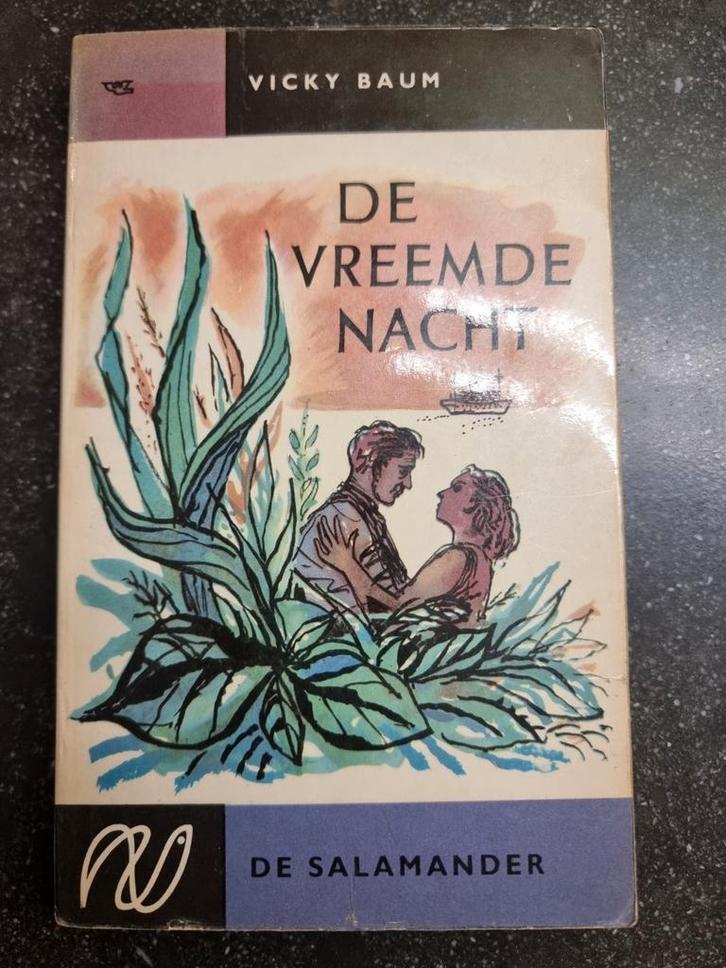 VICKY BAUM
DE
VREEMDE
NACHT
DE SALAMANDER